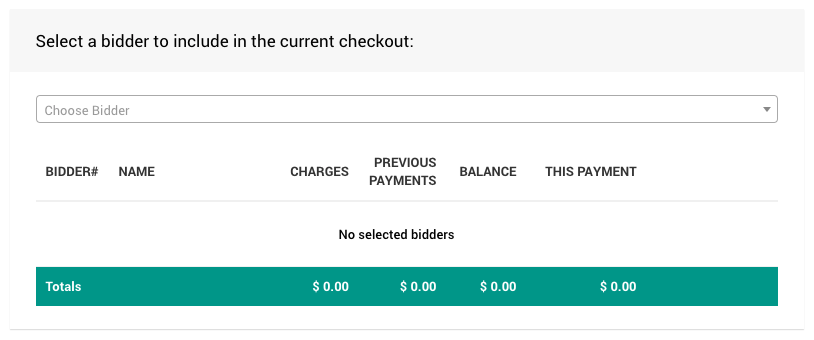 Select a bidder to include in the current checkout:
Choose Bidder
BIDDER# NAME CHARGES PREVIOUS PAYMENTS BALANCE THIS PAYMENT
No selected bidders
Totals $ 0.00 $ 0.00 $ 0.00 $ 0.00